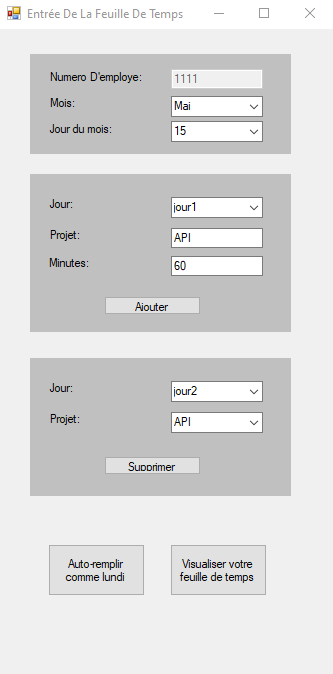 Entrée De La Feuille De Temps
Numero D'employe: 1111
Mois: Mai
Jour du mois: 15
Jour: jour1
Projet: API
Minutes: 60
Ajouter
Jour: jour2
Projet: API
Supprimer
Auto-remplir
comme lundi
Visualiser votre
feuille de temps